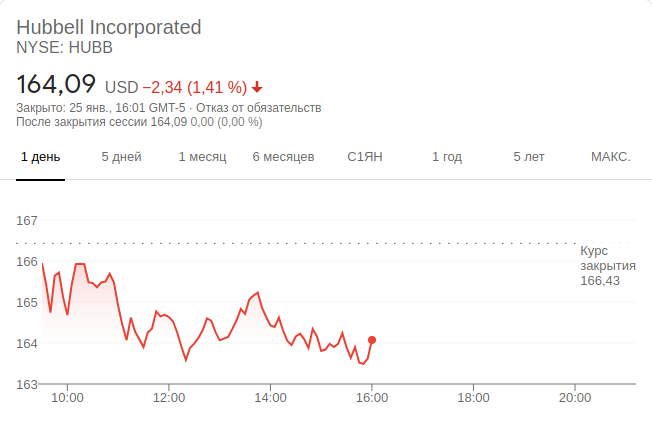 Hubbell Incorporated
NYSE: HUBB
164,09 USD −2,34 (1,41 %)
Закрыто: 25 янв., 16:01 GMT-5 · Отказ от обязательств
После закрытия сессии 164,09 0,00 (0,00 %)
1 день 5 дней 1 месяц 6 месяцев С1ЯН 1 год 5 лет МАКС.
167
166
165
164
163
Курс
закрытия
166,43
10:00 12:00 14:00 16:00 18:00 20:00